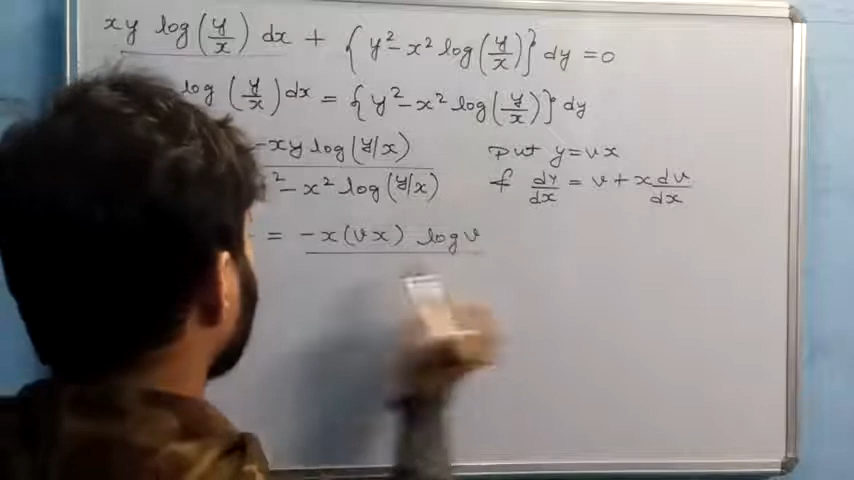 xy log(y/x) dx + {y²-x² log(y/x)} dy = 0
log (y/x) dx = {y²-x² log(y/x)} dy
-xy log(y/x)
² - x² log(y/x)
Put y = vx
f dy/dx = v + x dv/dx
= -x(vx) log v